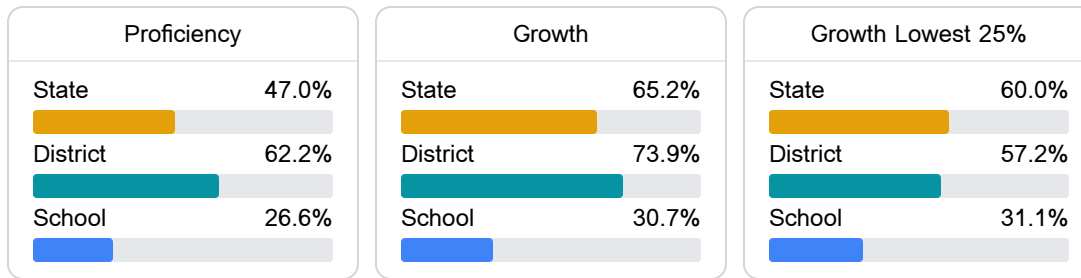 Proficiency
State 47.0%
District 62.2%
School 26.6%
Growth
State 65.2%
District 73.9%
School 30.7%
Growth Lowest 25%
State 60.0%
District 57.2%
School 31.1%